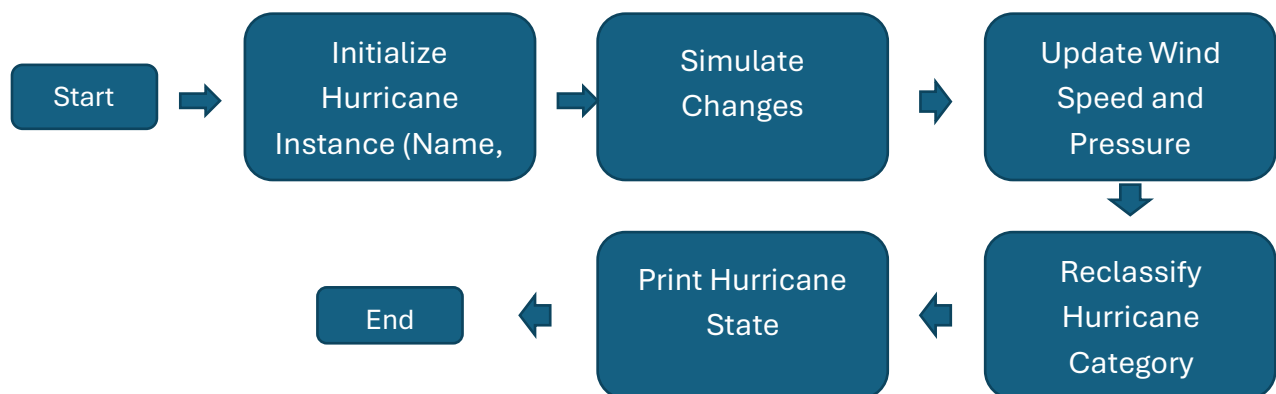 Start
Initialize
Hurricane
Instance (Name,
Simulate
Changes
Update Wind
Speed and
Pressure
Reclassify
Hurricane
Category
Print Hurricane
State
End